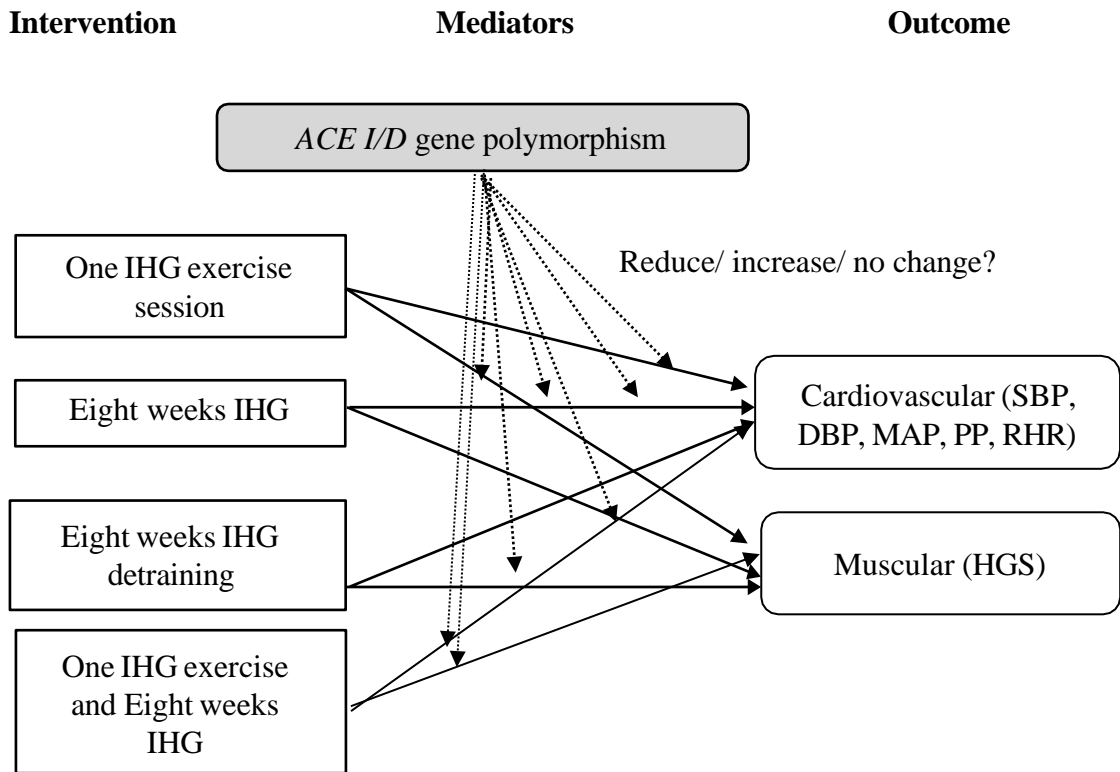 Intervention
Mediators
Outcome
ACE I/D gene polymorphism
Reduce/ increase/ no change?
One IHG exercise
session
Eight weeks IHG
Eight weeks IHG
detraining
One IHG exercise
and Eight weeks
IHG
Cardiovascular (SBP,
DBP, MAP, PP, RHR)
Muscular (HGS)